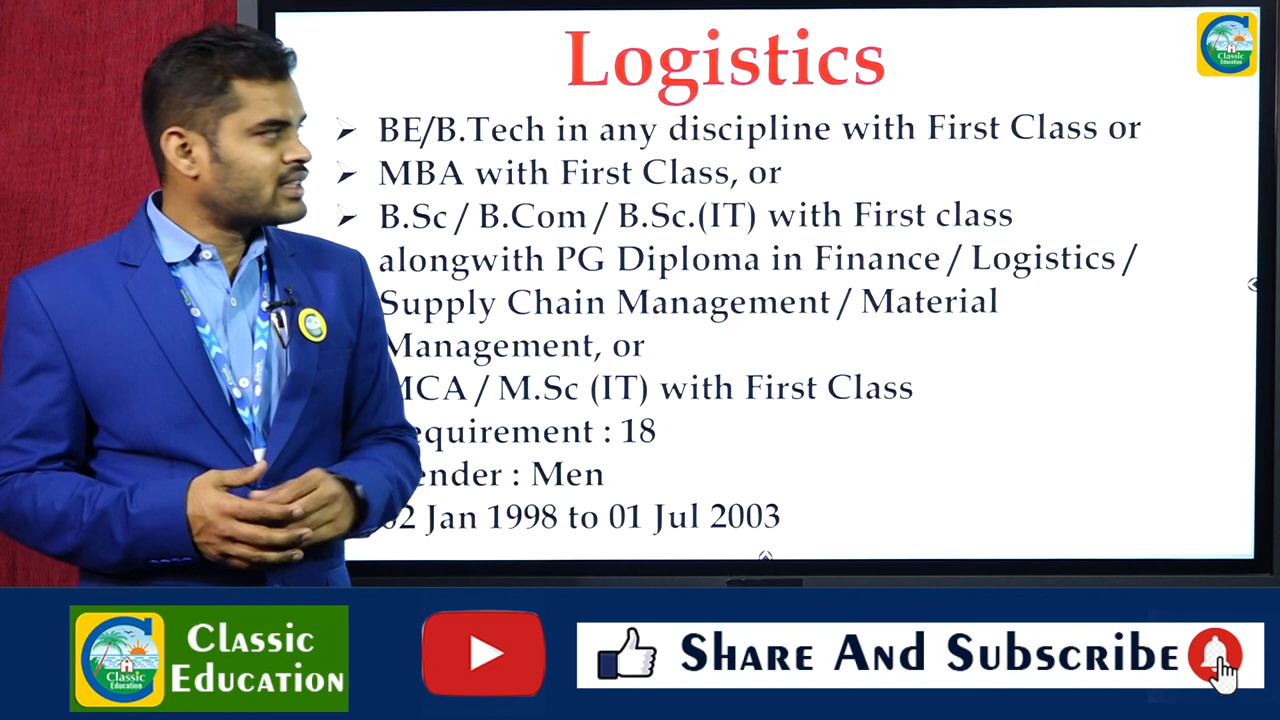 Logistics
Classic
Education
BE/B.Tech in any discipline with First Class or
MBA with First Class, or
B.Sc / B.Com / B.Sc.(IT) with First class
alongwith PG Diploma in Finance / Logistics /
Supply Chain Management / Material
Management, or
MCA / M.Sc (IT) with First Class
equirement : 18
ender : Men
02 Jan 1998 to 01 Jul 2003
Classic
Education
Classic
Education
Share And Subscribe